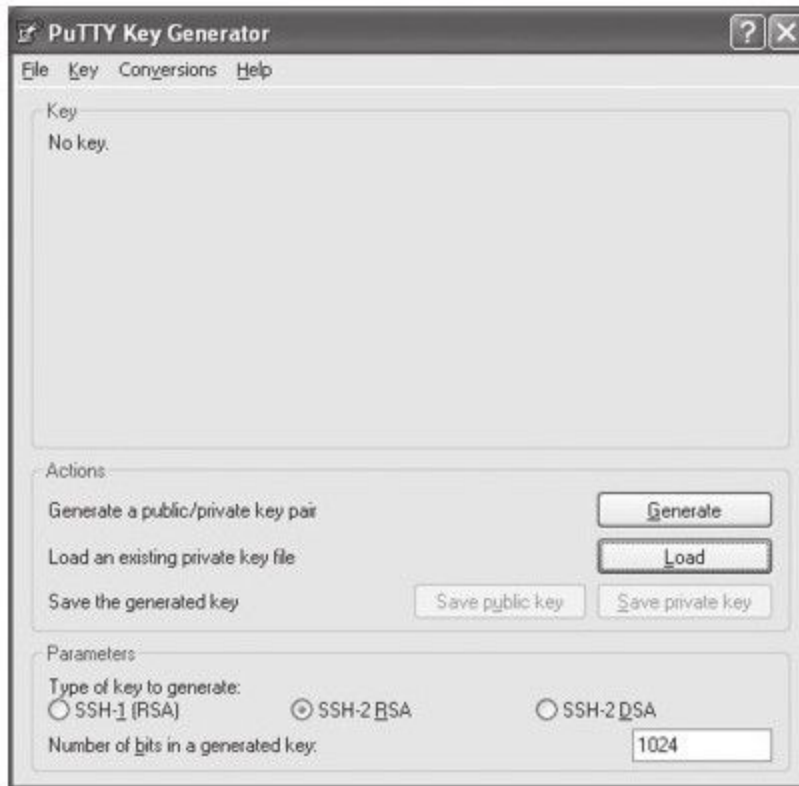 PuTTY Key Generator
File Key Conversions Help
Key
No key.
Actions
Generate a public/private key pair
Generate
Load an existing private key file
Load
Save the generated key
Save public key
Save private key
Parameters
Type of key to generate:
SSH-1 (RSA)
SSH-2 RSA
SSH-2 DSA
Number of bits in a generated key:
1024